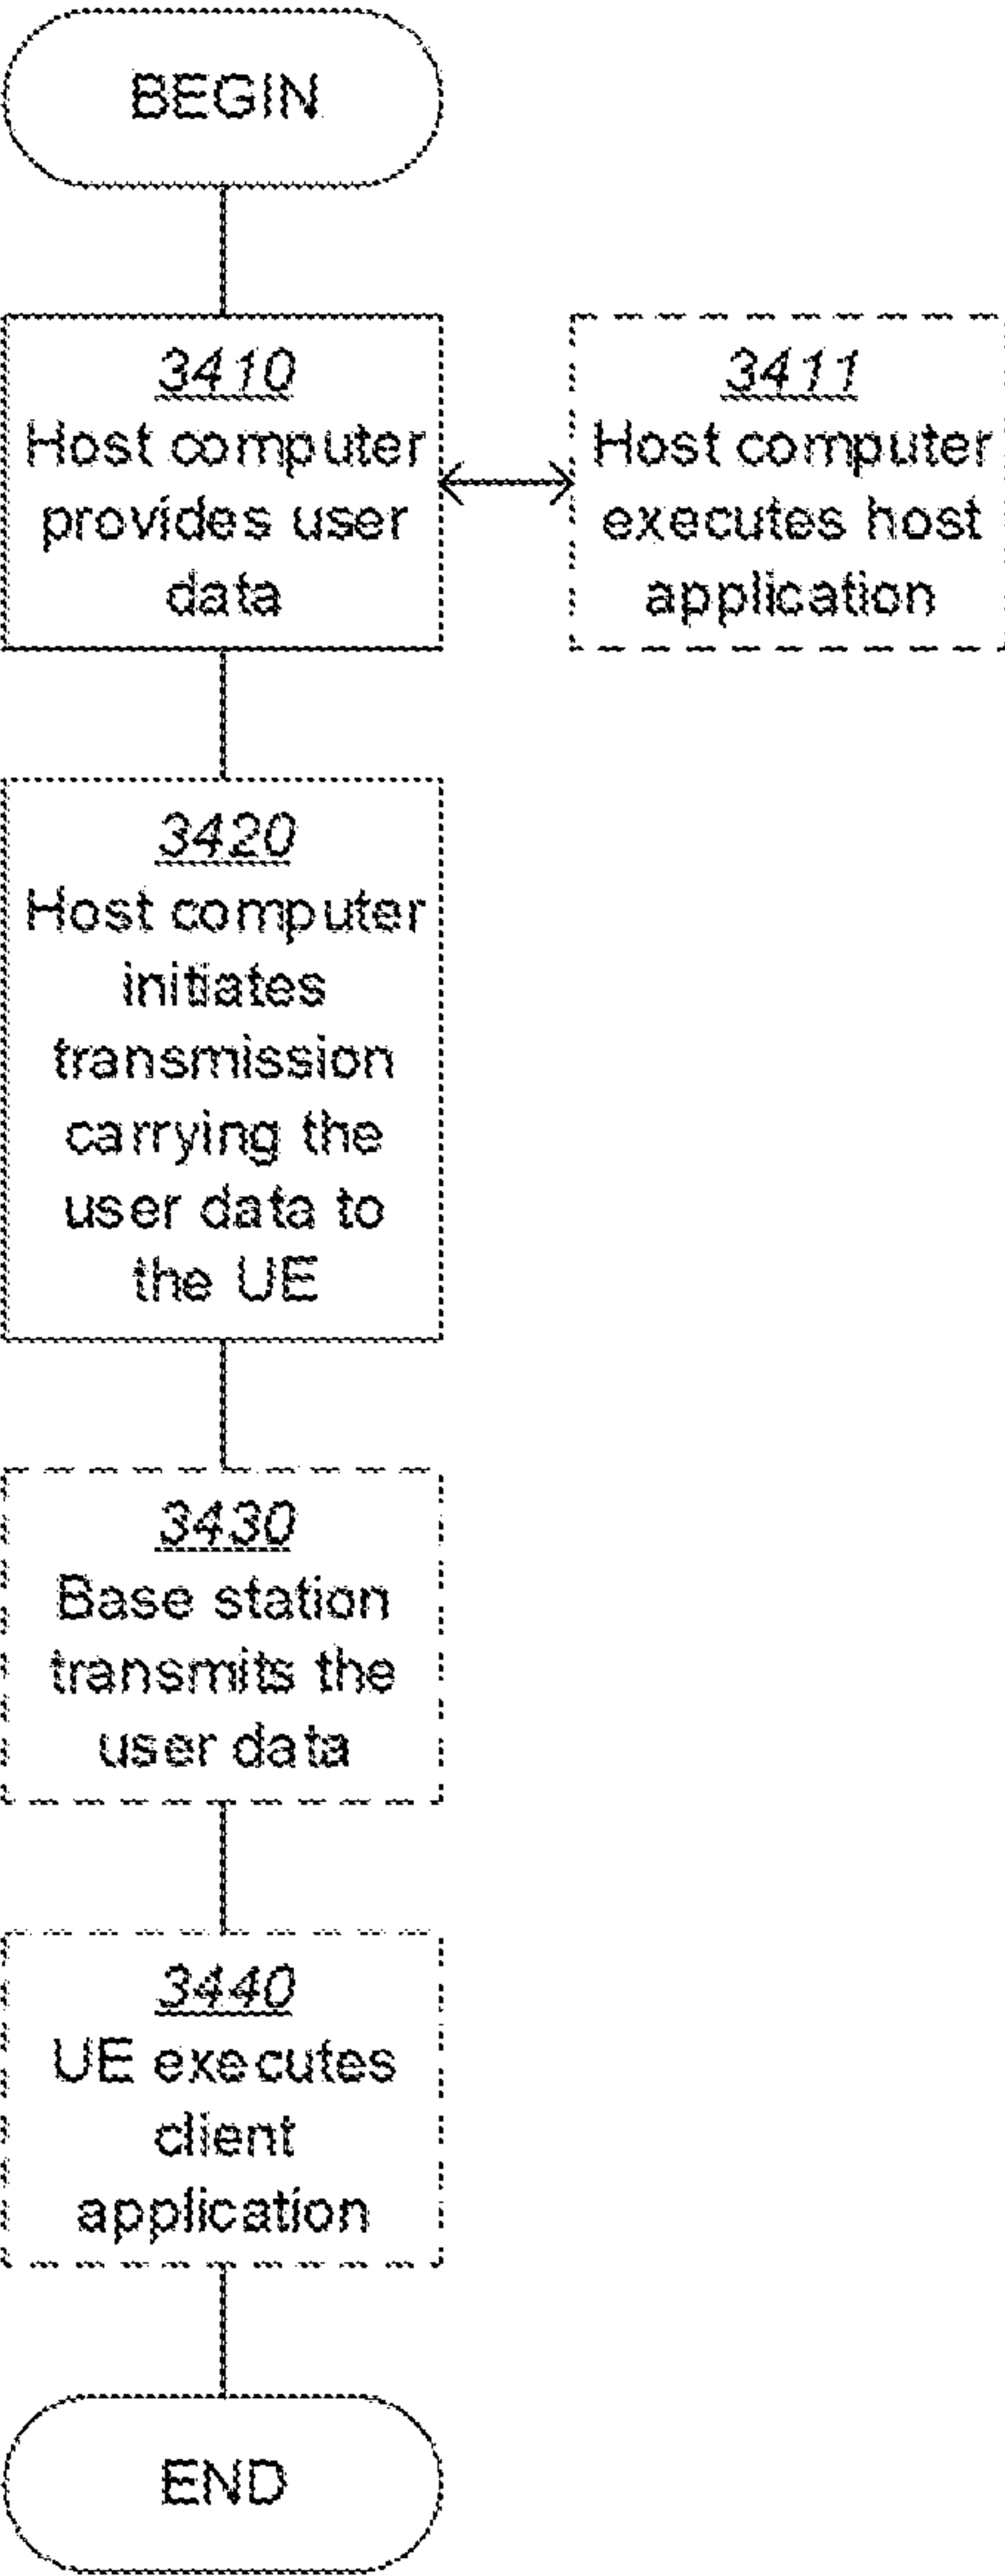 BEGIN
3410
Host computer
provides user
data
3411
Host computer
executes host
application
3420
Host computer
initiates
transmission
carrying the
user data to
the UE
3430
Base station
transmits the
user data
3440
UE executes
client
application
END